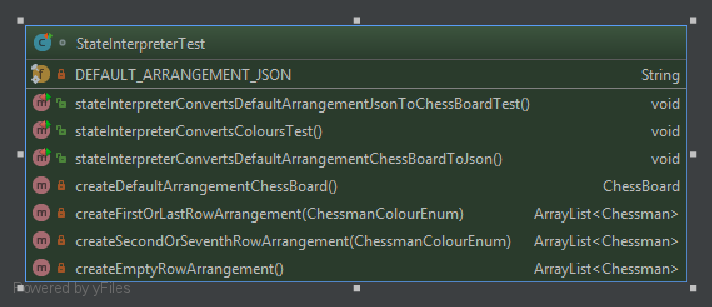 StateInterpreterTest
DEFAULT_ARRANGEMENT_JSON String
stateInterpreterConvertsDefaultArrangementJsonToChessBoardTest() void
stateInterpreterConvertsColoursTest() void
stateInterpreterConvertsDefaultArrangementChessBoardToJson() void
createDefaultArrangementChessBoard() ChessBoard
createFirstOrLastRowArrangement(ChessmanColourEnum) ArrayList<Chessman>
createSecondOrSeventhRowArrangement(ChessmanColourEnum) ArrayList<Chessman>
createEmptyRowArrangement() ArrayList<Chessman>
Powered by yFiles